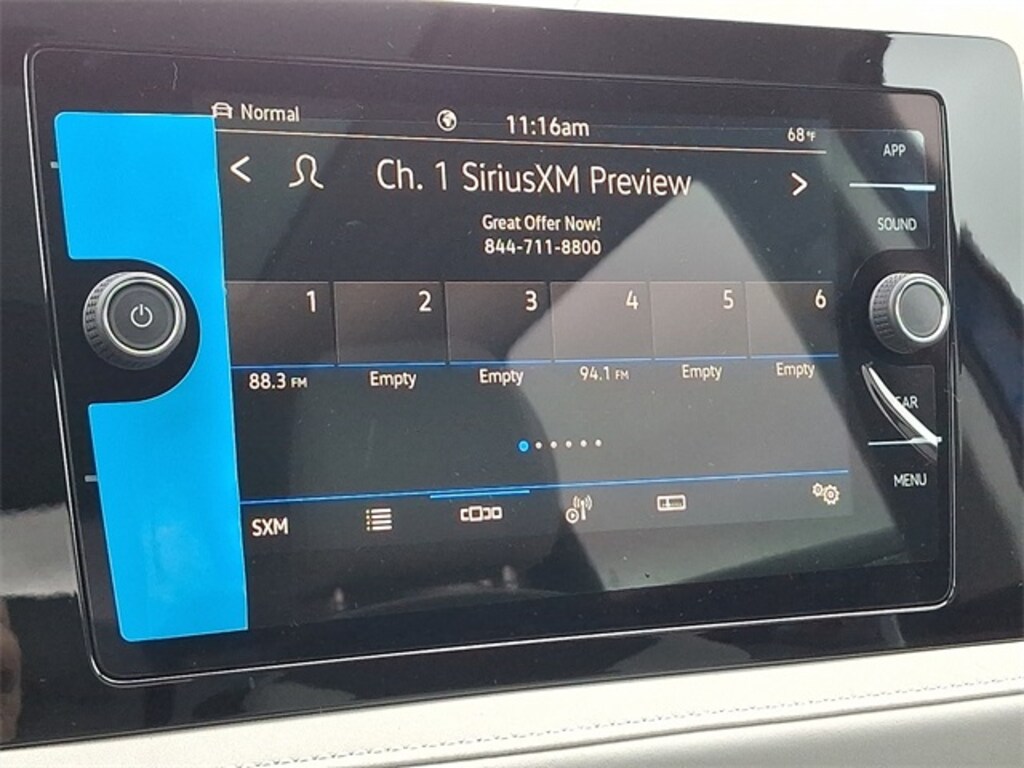 Normal
11:16am
68°F
APP
Ch. 1 SiriusXM Preview
SOUND
Great Offer Now!
844-711-8800
1 2 3 4 5 6
88.3 FM Empty Empty 94.1 FM Empty Empty
CAR
MENU
SXM